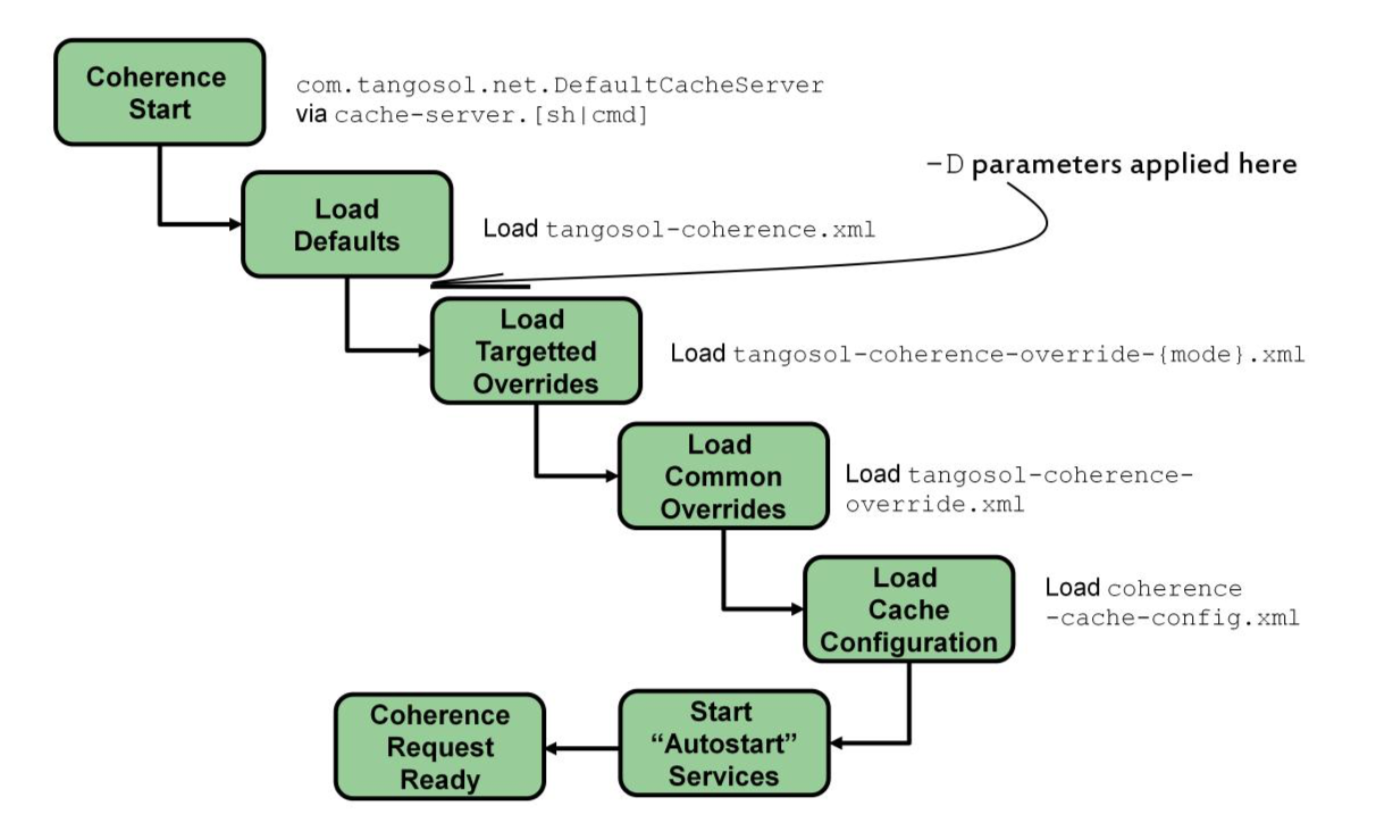 Coherence
Start
com.tangosol.net.DefaultCacheServer
via cache-server.[sh|cmd]
–D parameters applied here
Load
Defaults
Load tangosol-coherence.xml
Load
Targetted
Overrides
Load tangosol-coherence-override-{mode}.xml
Load
Common
Overrides
Load tangosol-coherence-
override.xml
Load
Cache
Configuration
Load coherence
-cache-config.xml
Start
“Autostart”
Services
Coherence
Request
Ready